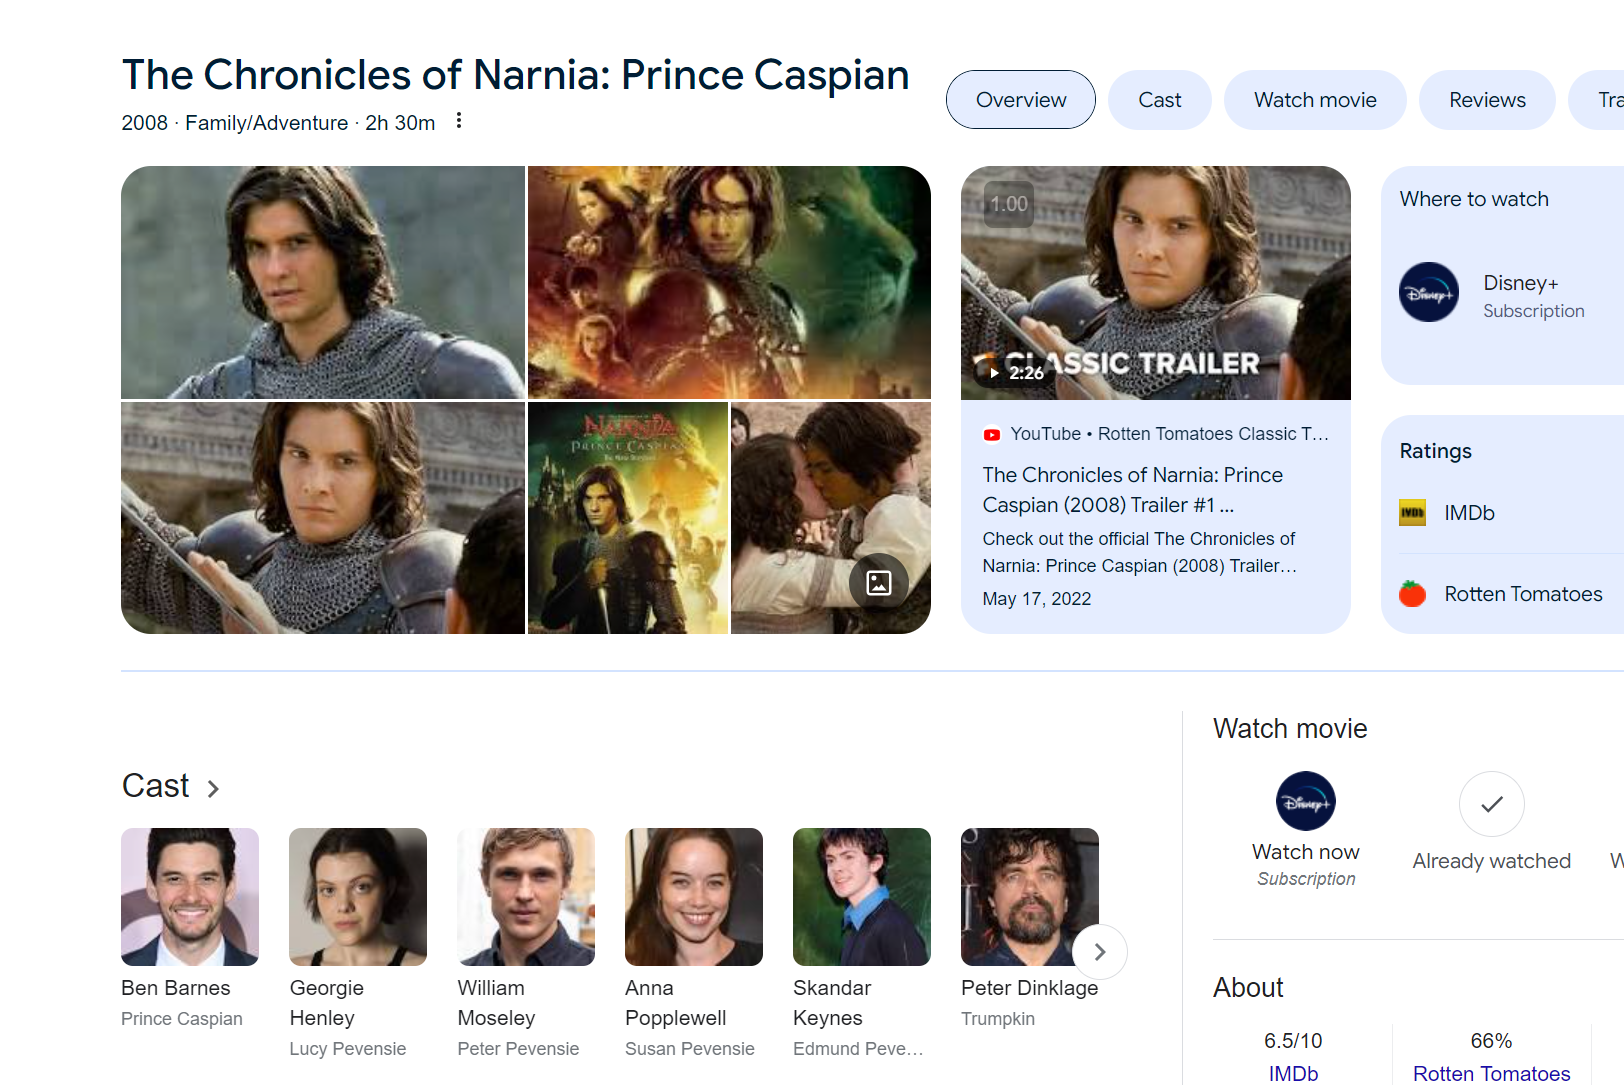 The Chronicles of Narnia: Prince Caspian
2008 · Family/Adventure · 2h 30m
Overview
Cast
Watch movie
Reviews
Tra
1.00
CLASSIC TRAILER
2:26
NARNIA
PRINCE CASPIAN
YouTube • Rotten Tomatoes Classic T...
The Chronicles of Narnia: Prince
Caspian (2008) Trailer #1 ...
Check out the official The Chronicles of
Narnia: Prince Caspian (2008) Trailer...
May 17, 2022
Where to watch
Disney+
Disney+
Subscription
Ratings
IMDb
IMDb
Rotten Tomatoes
Cast
Ben Barnes
Prince Caspian
Georgie
Henley
Lucy Pevensie
William
Moseley
Peter Pevensie
Anna
Popplewell
Susan Pevensie
Skandar
Keynes
Edmund Peve...
Peter Dinklage
Trumpkin
Watch movie
Disney+
Watch now
Subscription
Already watched
W
About
6.5/10
IMDb
66%
Rotten Tomatoes